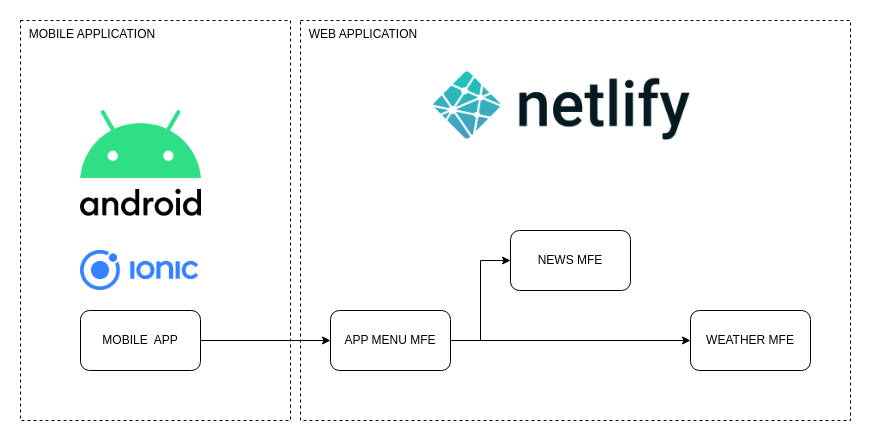 MOBILE APPLICATION
WEB APPLICATION
netlify
android
IONIC
NEWS MFE
MOBILE  APP
APP MENU MFE
WEATHER MFE